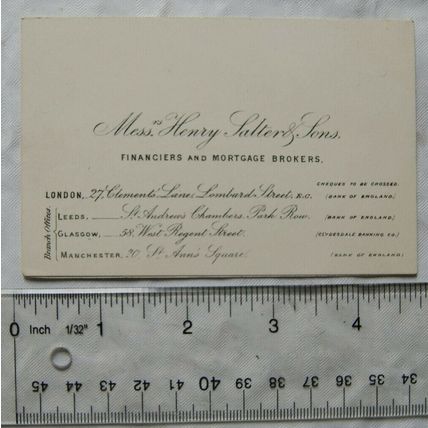 Mess.rs Henry Salter & Sons.
FINANCIERS AND MORTGAGE BROKERS.
CHEQUES TO BE CROSSED.
LONDON, 27 Clements Lane, Lombard Street, E.C. (BANK OF ENGLAND.)
Branch Offices.
LEEDS, St. Andrews Chambers. Park Row. (BANK OF ENGLAND.)
GLASGOW, 58, West Regent Street. (CLYDESDALE BANKING CO.)
MANCHESTER, 20, St. Ann's Square. (BANK OF ENGLAND.)
0 Inch 1/32" 1 2 3 4
45 44 43 42 41 40 39 38 37 36 35 34